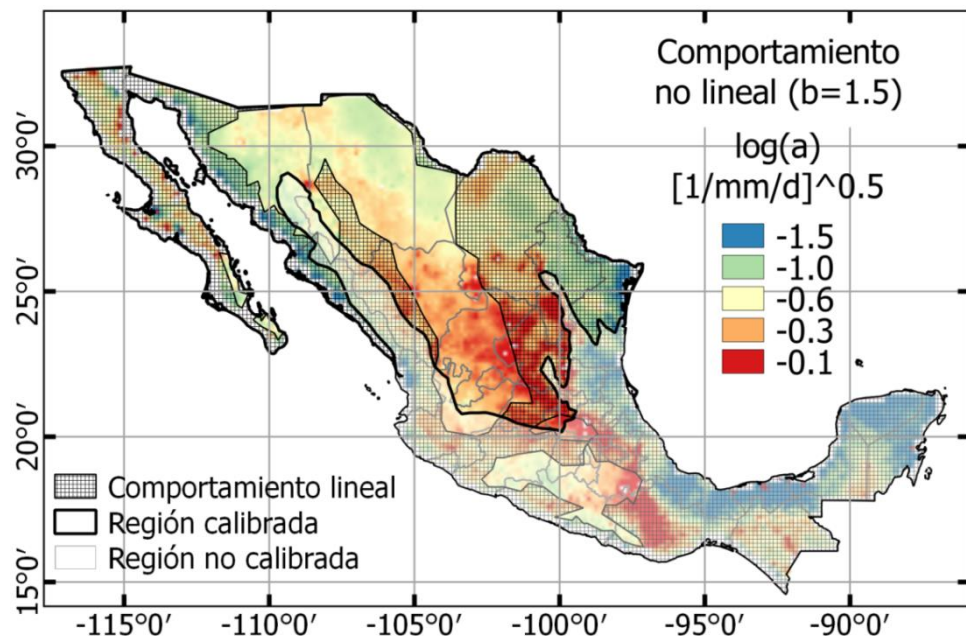 Comportamiento
no lineal (b=1.5)
log(a)
[1/mm/d]^0.5
-1.5
-1.0
-0.6
-0.3
-0.1
30°0′
25°0′
20°0′
15°0′
Comportamiento lineal
Región calibrada
Región no calibrada
-115°0′ -110°0′ -105°0′ -100°0′ -95°0′ -90°0′